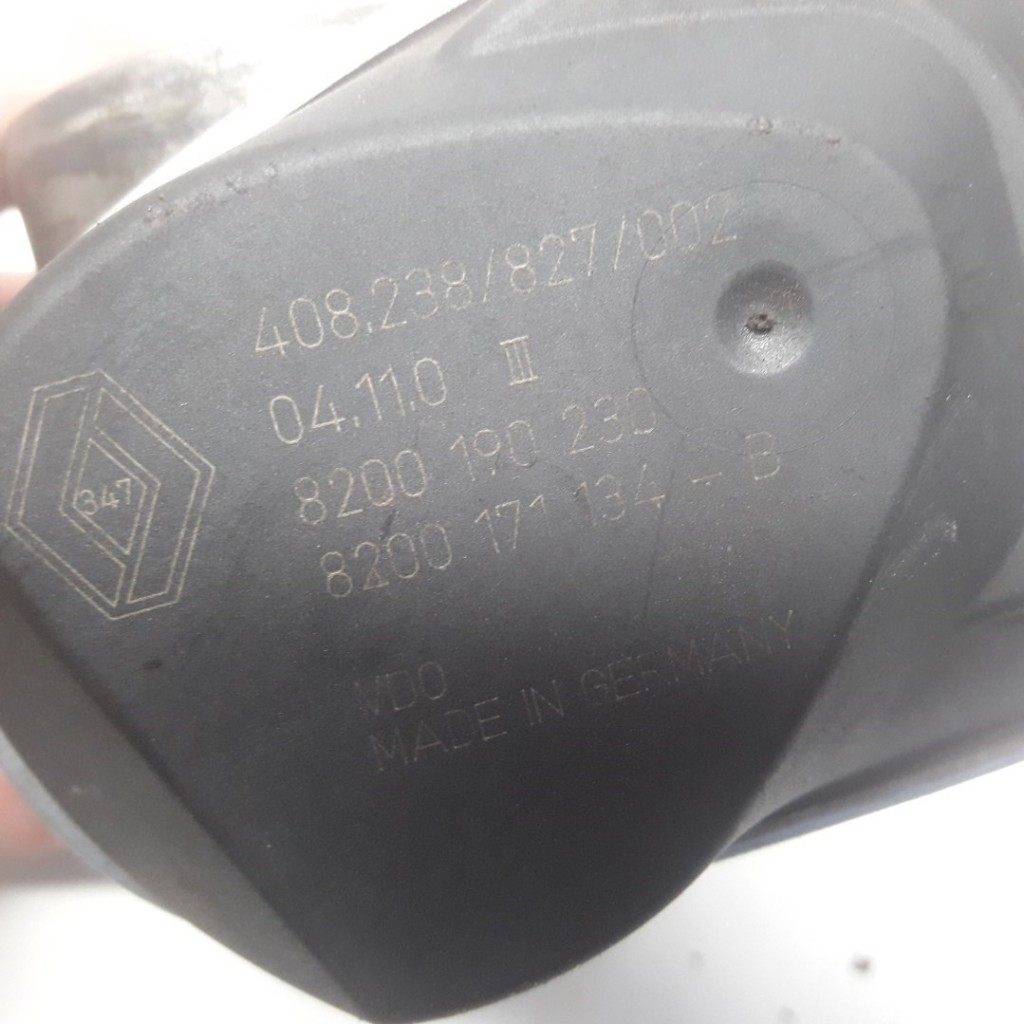 408.238/827/002
04.11.0 III
8200 190 230
8200 171 134 - B
347
VDO
MADE IN GERMANY